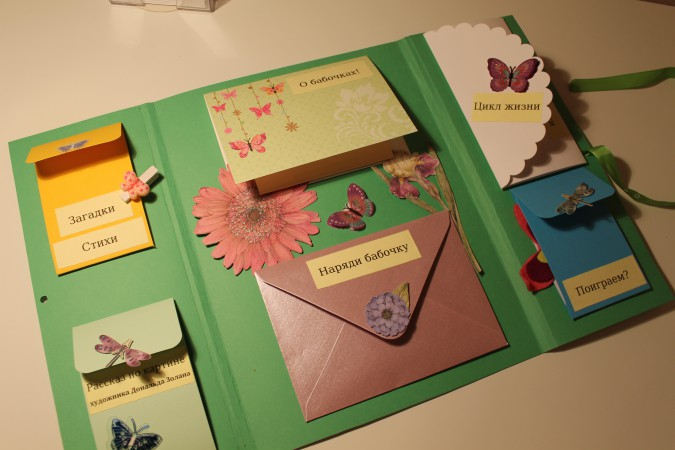 О бабочках!
Цикл жизни
Загадки
Стихи
Наряди бабочку
Поиграем?
Рассказ по картине
художника Дональда Золана